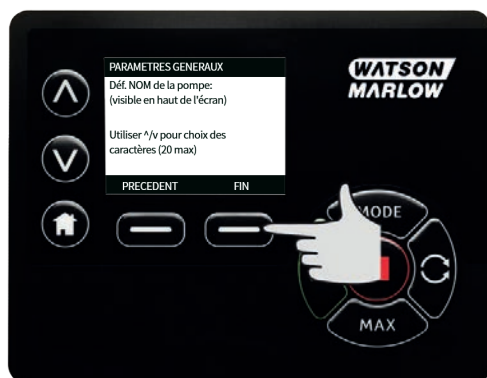 PARAMETRES GENERAUX
Déf. NOM de la pompe:
(visible en haut de l'écran)
Utiliser ^/v pour choix des
caractères (20 max)
PRECEDENT FIN
WATSON
MARLOW
MODE
MAX